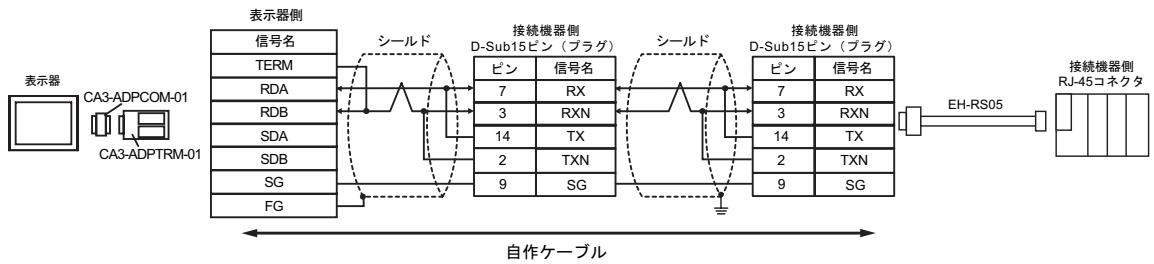 表示器
CA3-ADPCOM-01
CA3-ADPTRM-01
表示器側
信号名
TERM
RDA
RDB
SDA
SDB
SG
FG
シールド
接続機器側
D-Sub15ピン（プラグ）
ピン 信号名
7 RX
3 RXN
14 TX
2 TXN
9 SG
シールド
接続機器側
D-Sub15ピン（プラグ）
ピン 信号名
7 RX
3 RXN
14 TX
2 TXN
9 SG
EH-RS05
接続機器側
RJ-45コネクタ
自作ケーブル